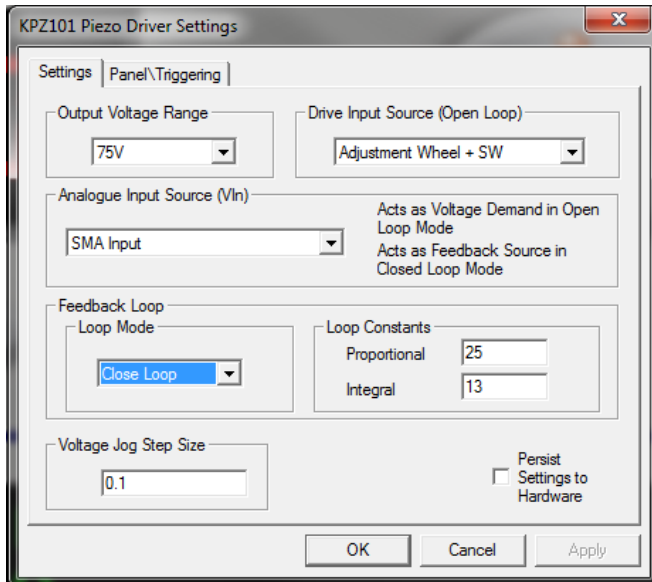 KPZ101 Piezo Driver Settings
Settings
Panel\Triggering
Output Voltage Range
75V
Drive Input Source (Open Loop)
Adjustment Wheel + SW
Analogue Input Source (VIn)
SMA Input
Acts as Voltage Demand in Open
Loop Mode
Acts as Feedback Source in
Closed Loop Mode
Feedback Loop
Loop Mode
Close Loop
Loop Constants
Proportional
25
Integral
13
Voltage Jog Step Size
0.1
Persist
Settings to
Hardware
OK
Cancel
Apply